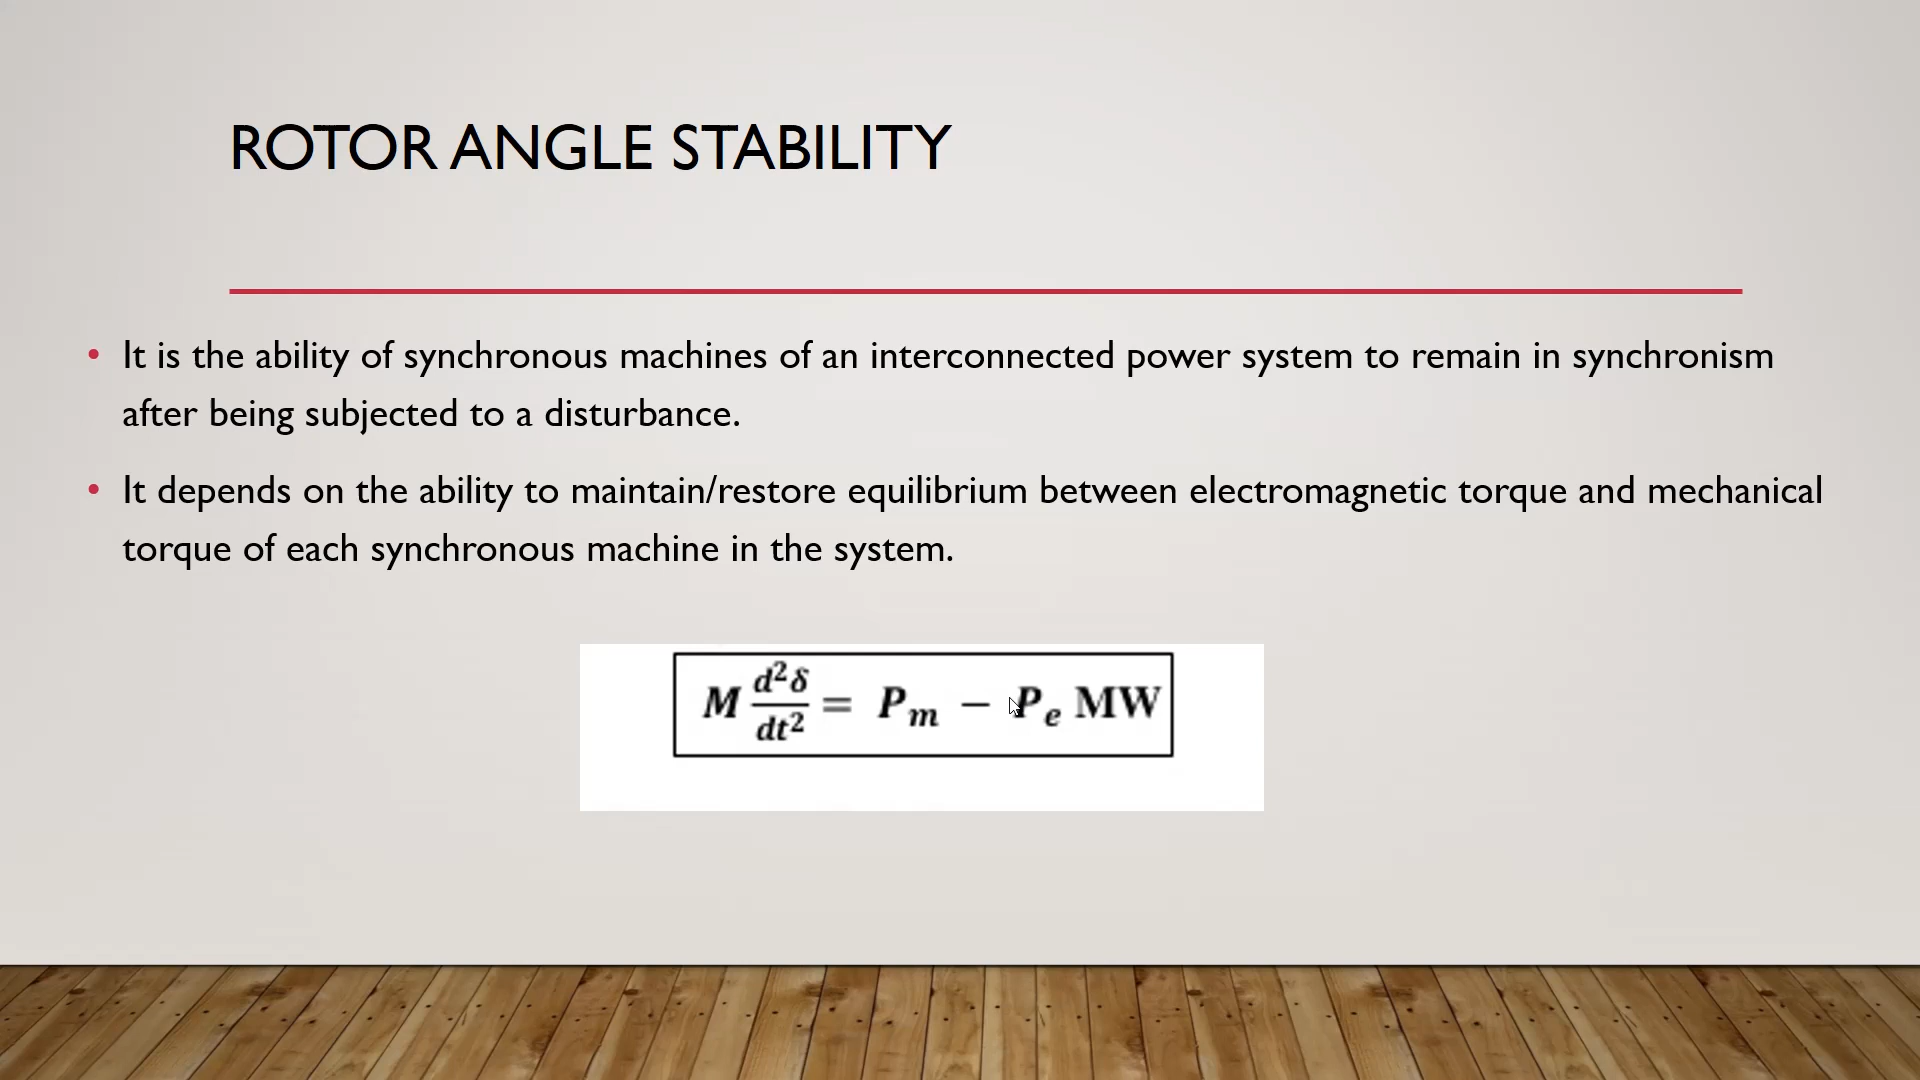 ROTOR ANGLE STABILITY
• It is the ability of synchronous machines of an interconnected power system to remain in synchronism
after being subjected to a disturbance.
• It depends on the ability to maintain/restore equilibrium between electromagnetic torque and mechanical
torque of each synchronous machine in the system.
M d²δ/dt² = Pₘ − Pₑ MW